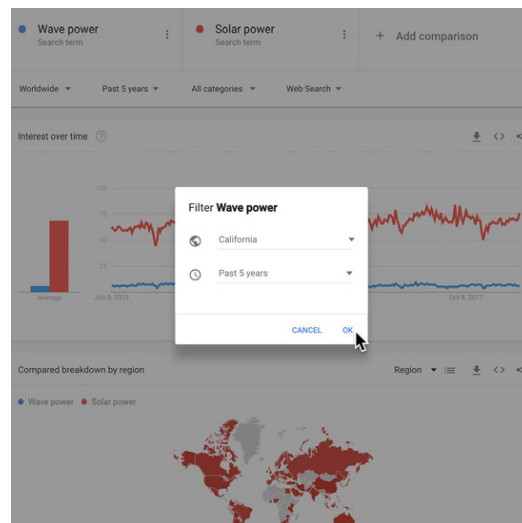 Wave power
Search term
Solar power
Search term
+ Add comparison
Worldwide
Past 5 years
All categories
Web Search
Interest over time
100
75
50
25
Average
Jun 9, 2013
Oct 8, 2017
Filter Wave power
California
Past 5 years
CANCEL
OK
Compared breakdown by region
Region
Wave power
Solar power